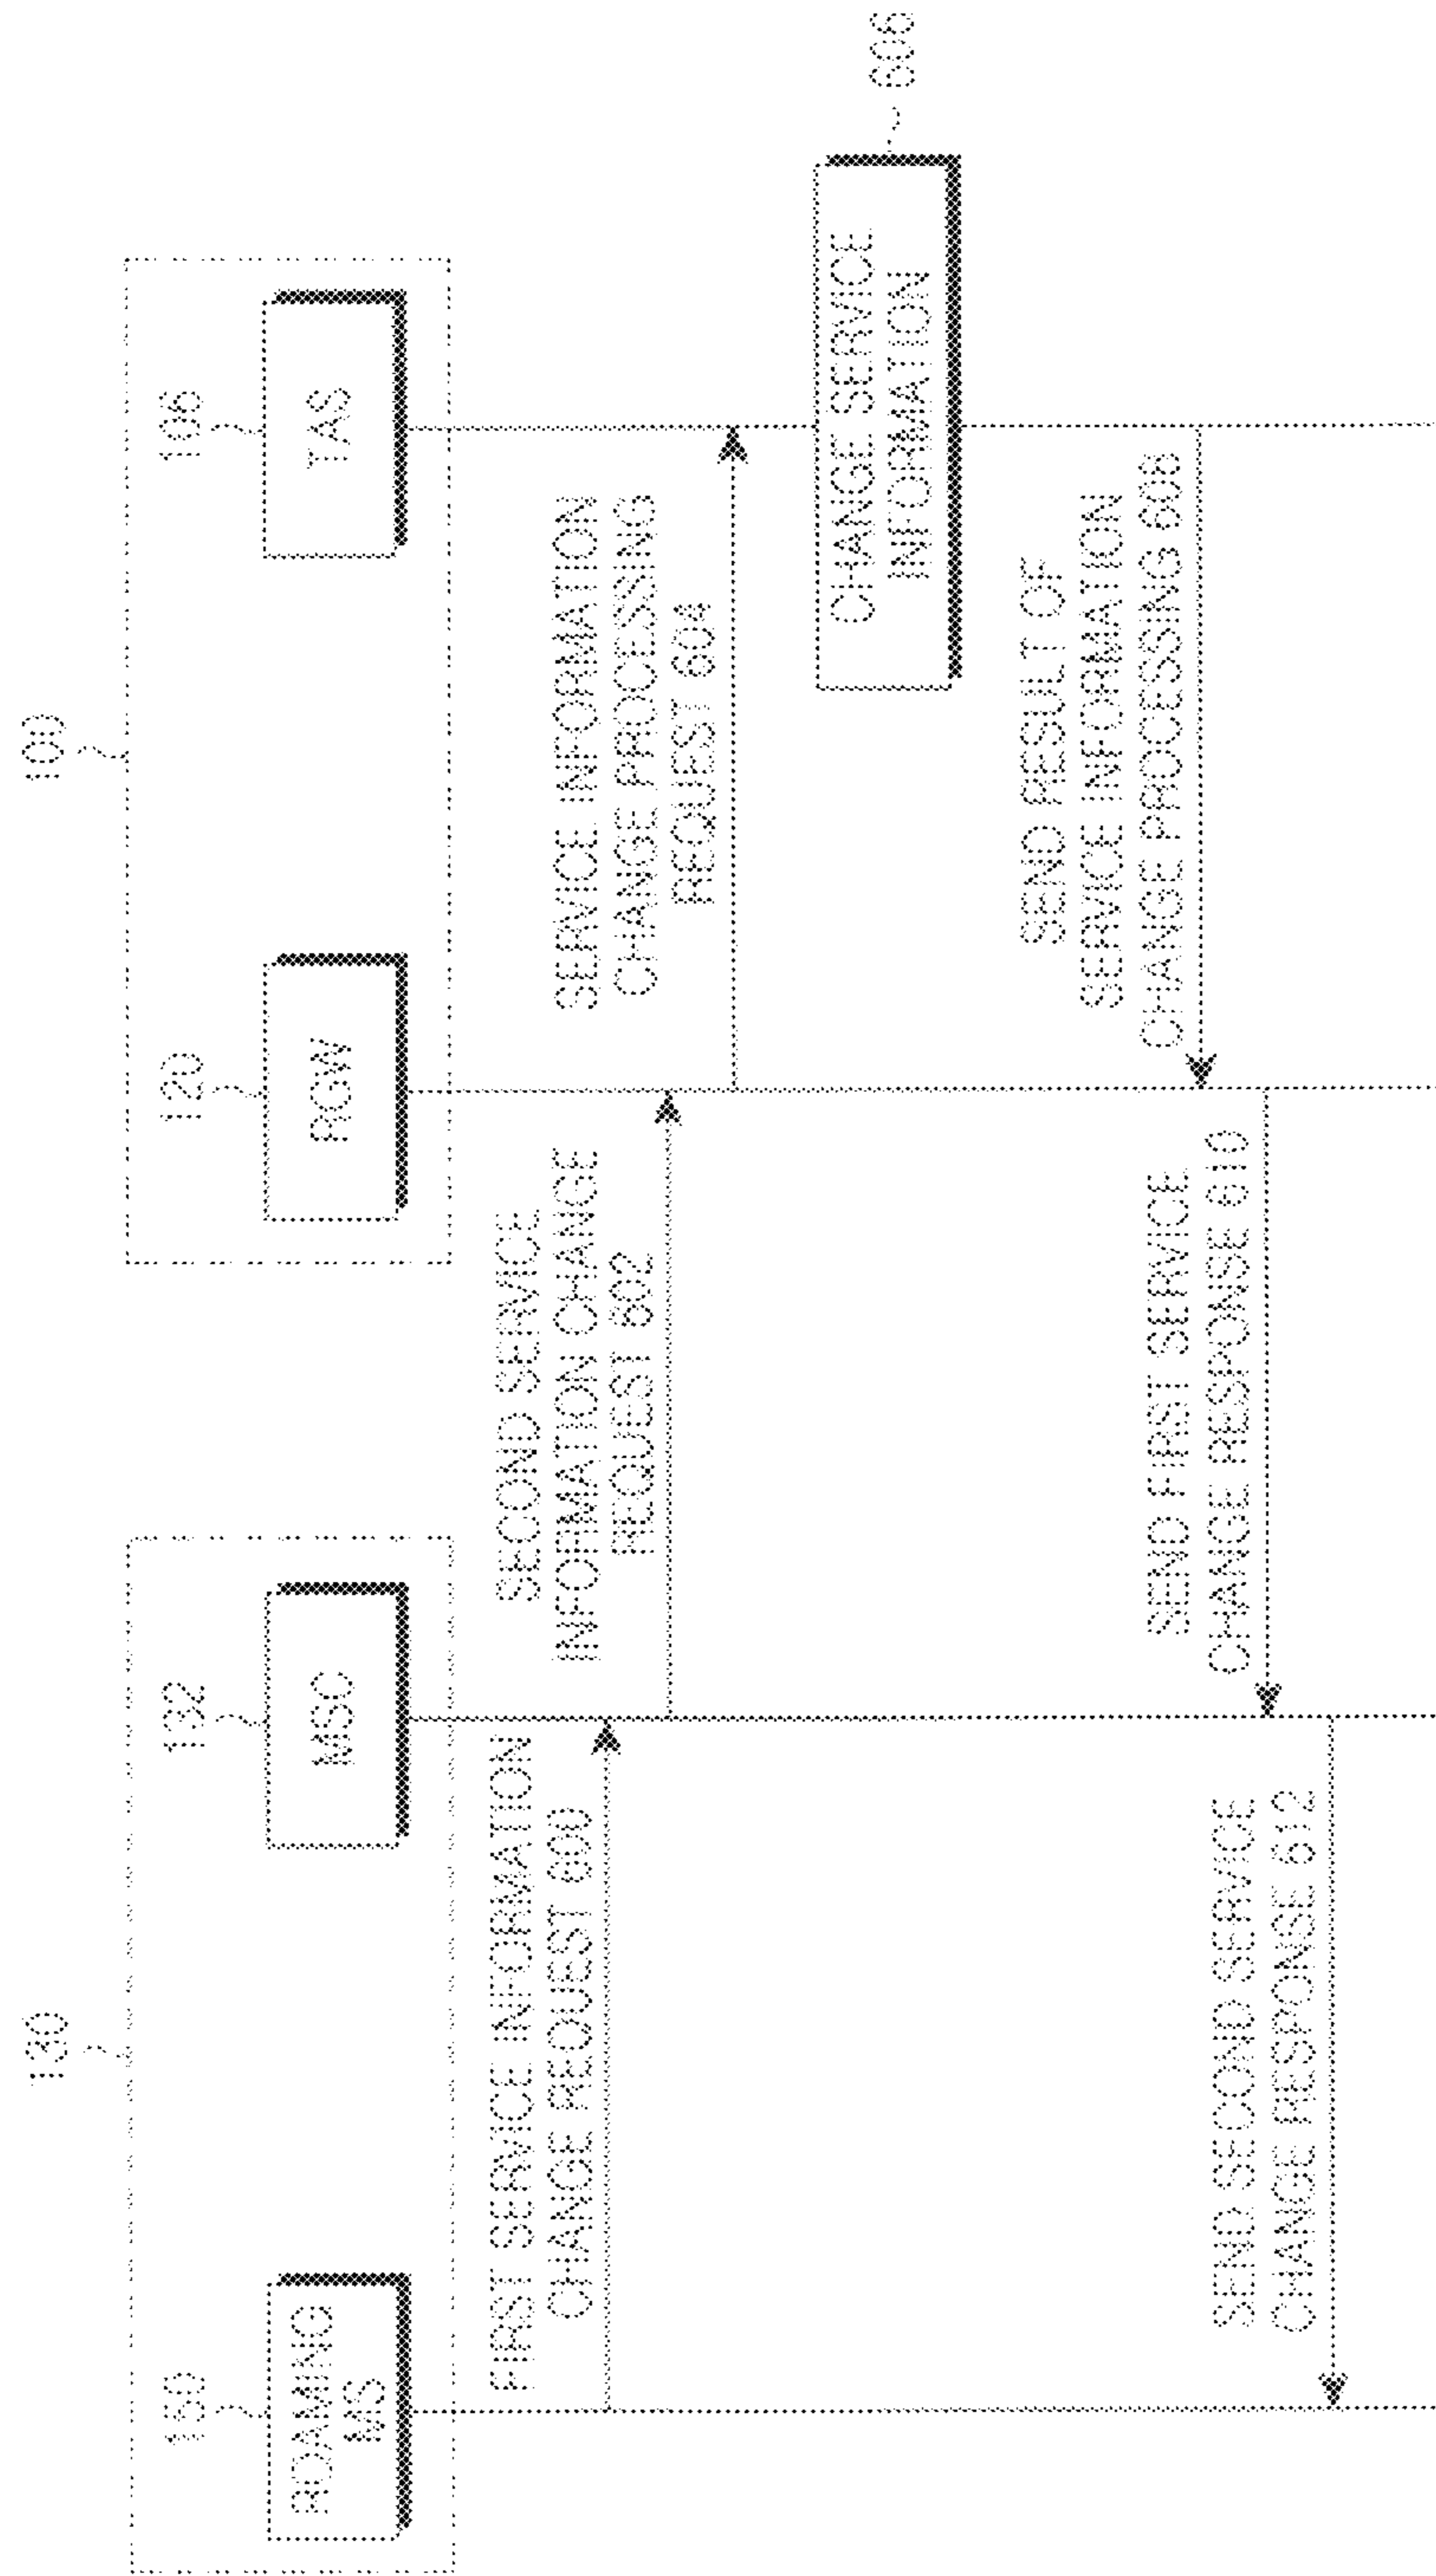 130
100
150
132
120
106
ROAMING
MS
MSC
RGW
TAS
FIRST SERVICE INFORMATION
CHANGE REQUEST 600
SECOND SERVICE
INFORMATION CHANGE
REQUEST 602
SERVICE INFORMATION
CHANGE PROCESSING
REQUEST 604
CHANGE SERVICE
INFORMATION
606
SEND RESULT OF
SERVICE INFORMATION
CHANGE PROCESSING 608
SEND FIRST SERVICE
CHANGE RESPONSE 610
SEND SECOND SERVICE
CHANGE RESPONSE 612